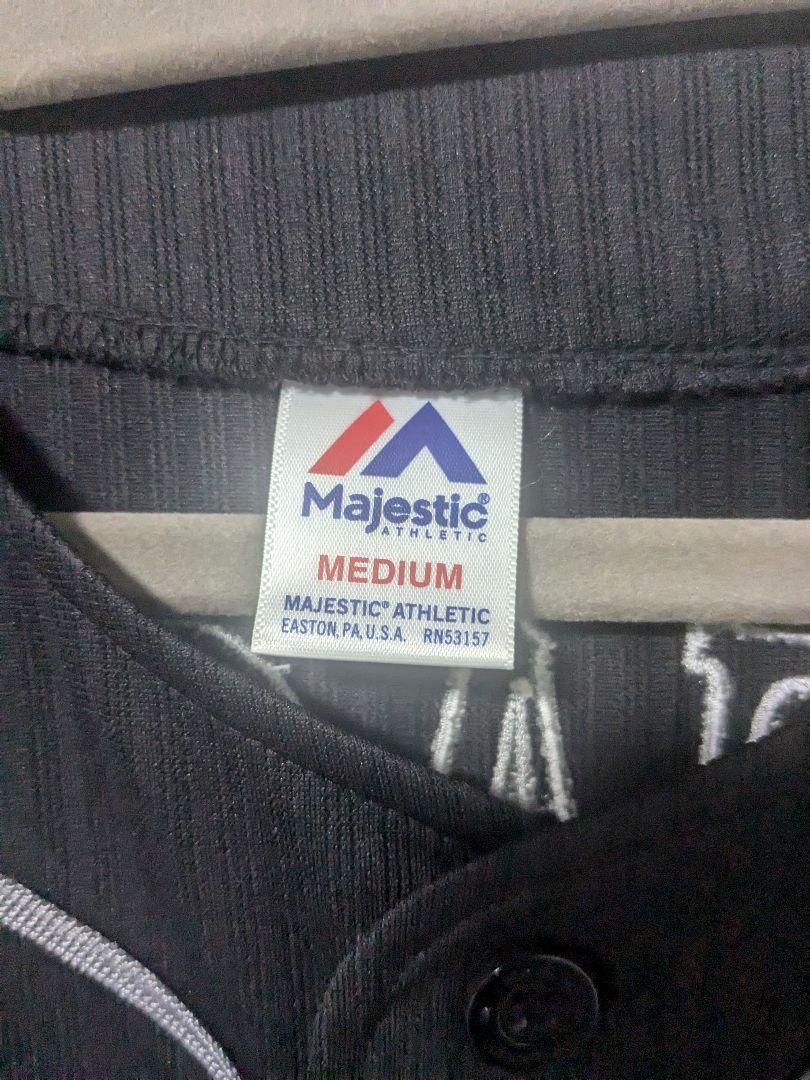 Majestic®
ATHLETIC
MEDIUM
MAJESTIC® ATHLETIC
EASTON, PA, U.S.A. RN53157